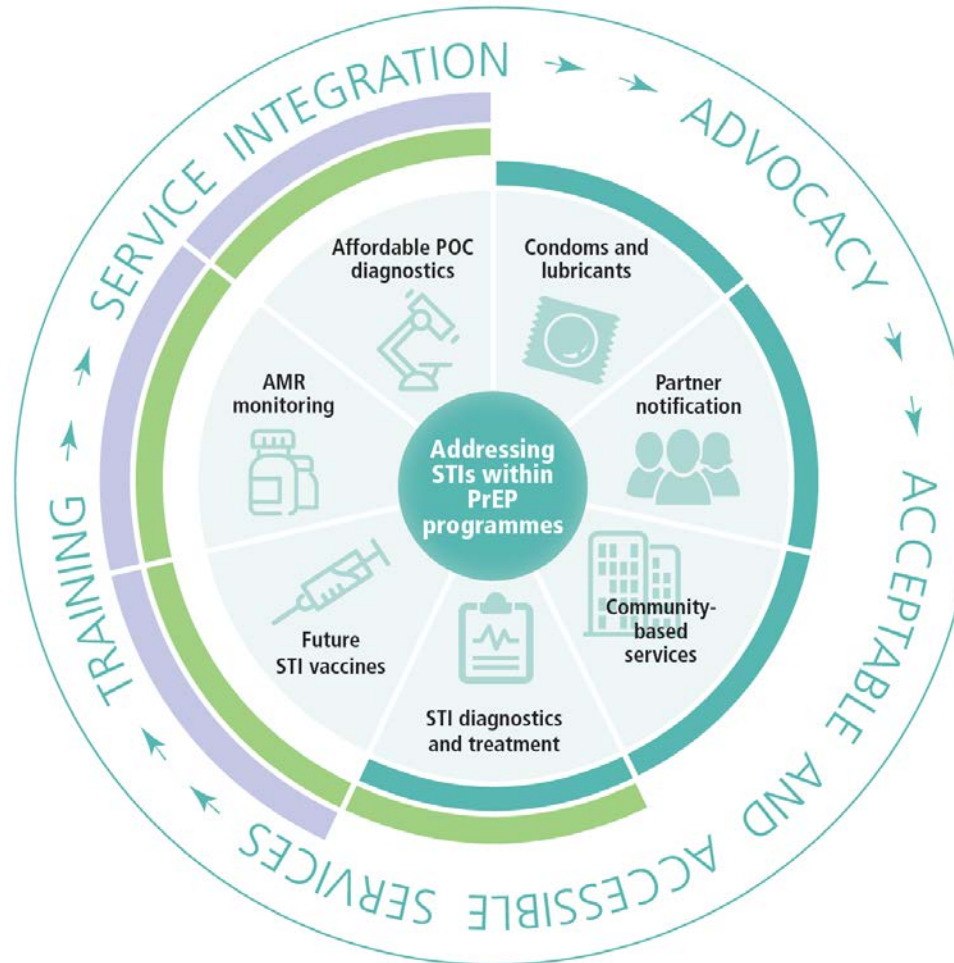 SERVICE INTEGRATION
ADVOCACY
ACCEPTABLE AND ACCESSIBLE SERVICES
TRAINING
Affordable POC
diagnostics
Condoms and
lubricants
AMR
monitoring
Partner
notification
Addressing
STIs within
PrEP
programmes
Future
STI vaccines
Community-
based
services
STI diagnostics
and treatment